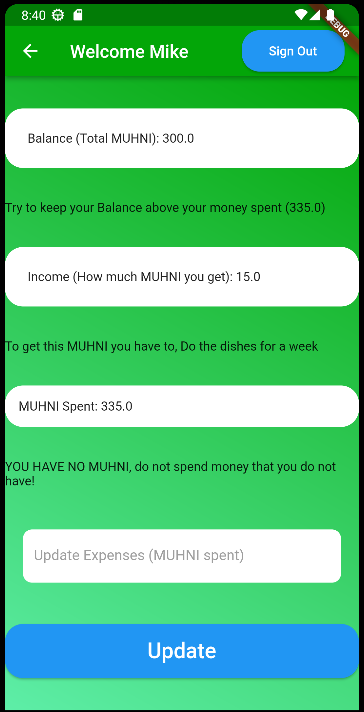 8:40
DEBUG
Welcome Mike
Sign Out
Balance (Total MUHNI): 300.0
Try to keep your Balance above your money spent (335.0)
Income (How much MUHNI you get): 15.0
To get this MUHNI you have to, Do the dishes for a week
MUHNI Spent: 335.0
YOU HAVE NO MUHNI, do not spend money that you do not
have!
Update Expenses (MUHNI spent)
Update